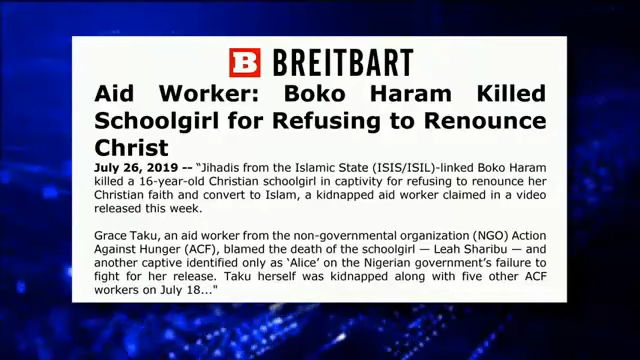 B BREITBART
Aid Worker: Boko Haram Killed
Schoolgirl for Refusing to Renounce
Christ
July 26, 2019 -- “Jihadis from the Islamic State (ISIS/ISIL)-linked Boko Haram
killed a 16-year-old Christian schoolgirl in captivity for refusing to renounce her
Christian faith and convert to Islam, a kidnapped aid worker claimed in a video
released this week.
Grace Taku, an aid worker from the non-governmental organization (NGO) Action
Against Hunger (ACF), blamed the death of the schoolgirl — Leah Sharibu — and
another captive identified only as ‘Alice’ on the Nigerian government’s failure to
fight for her release. Taku herself was kidnapped along with five other ACF
workers on July 18..."